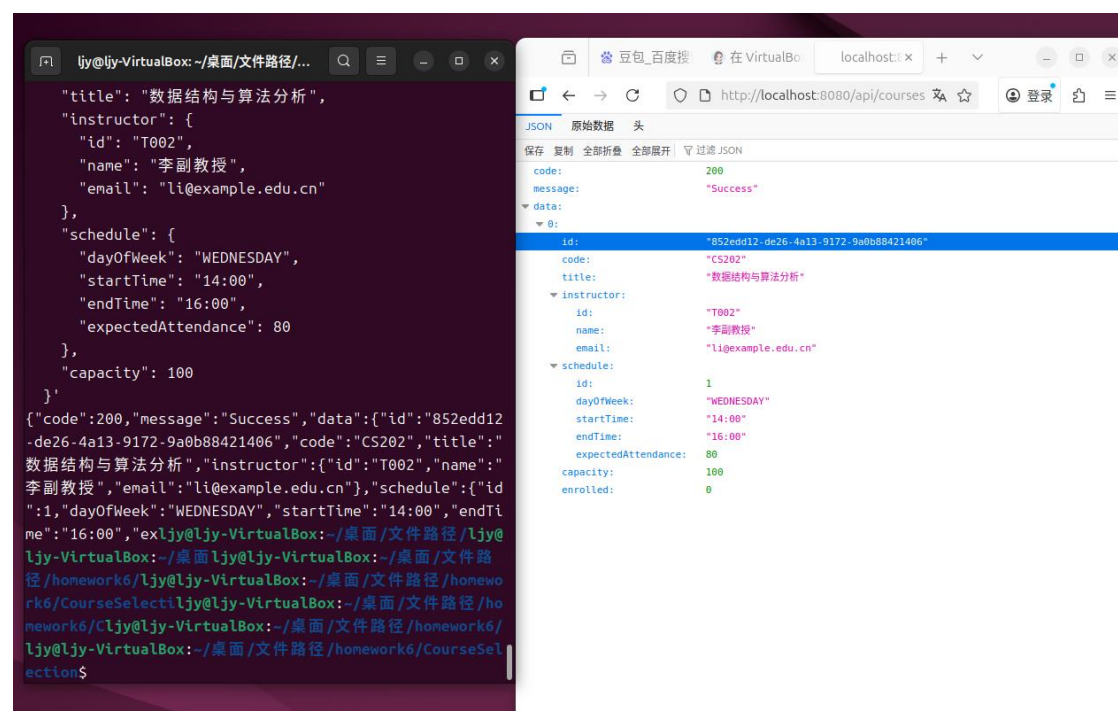 ljy@ljy-VirtualBox: ~/桌面/文件路径/...
"title": "数据结构与算法分析",
"instructor": {
"id": "T002",
"name": "李副教授",
"email": "li@example.edu.cn"
},
"schedule": {
"dayOfWeek": "WEDNESDAY",
"startTime": "14:00",
"endTime": "16:00",
"expectedAttendance": 80
},
"capacity": 100
}'
{"code":200,"message":"Success","data":{"id":"852edd12
-de26-4a13-9172-9a0b88421406","code":"CS202","title":"
数据结构与算法分析","instructor":{"id":"T002","name":"
李副教授","email":"li@example.edu.cn"},"schedule":{"id
":1,"dayOfWeek":"WEDNESDAY","startTime":"14:00","endTi
me":"16:00","exljy@ljy-VirtualBox:~/桌面/文件路径/ljy@
ljy-VirtualBox:~/桌面ljy@ljy-VirtualBox:~/桌面/文件路
径/homework6/ljy@ljy-VirtualBox:~/桌面/文件路径/homewo
rk6/CourseSelectiljy@ljy-VirtualBox:~/桌面/文件路径/ho
mework6/Cljy@ljy-VirtualBox:~/桌面/文件路径/homework6/
ljy@ljy-VirtualBox:~/桌面/文件路径/homework6/CourseSel
ection$
豆包_百度搜 在 VirtualBo localhost:
http://localhost:8080/api/courses 登录
JSON 原始数据 头
保存 复制 全部折叠 全部展开 过滤 JSON
code: 200
message: "Success"
data:
0:
id: "852edd12-de26-4a13-9172-9a0b88421406"
code: "CS202"
title: "数据结构与算法分析"
instructor:
id: "T002"
name: "李副教授"
email: "li@example.edu.cn"
schedule:
id: 1
dayOfWeek: "WEDNESDAY"
startTime: "14:00"
endTime: "16:00"
expectedAttendance: 80
capacity: 100
enrolled: 0